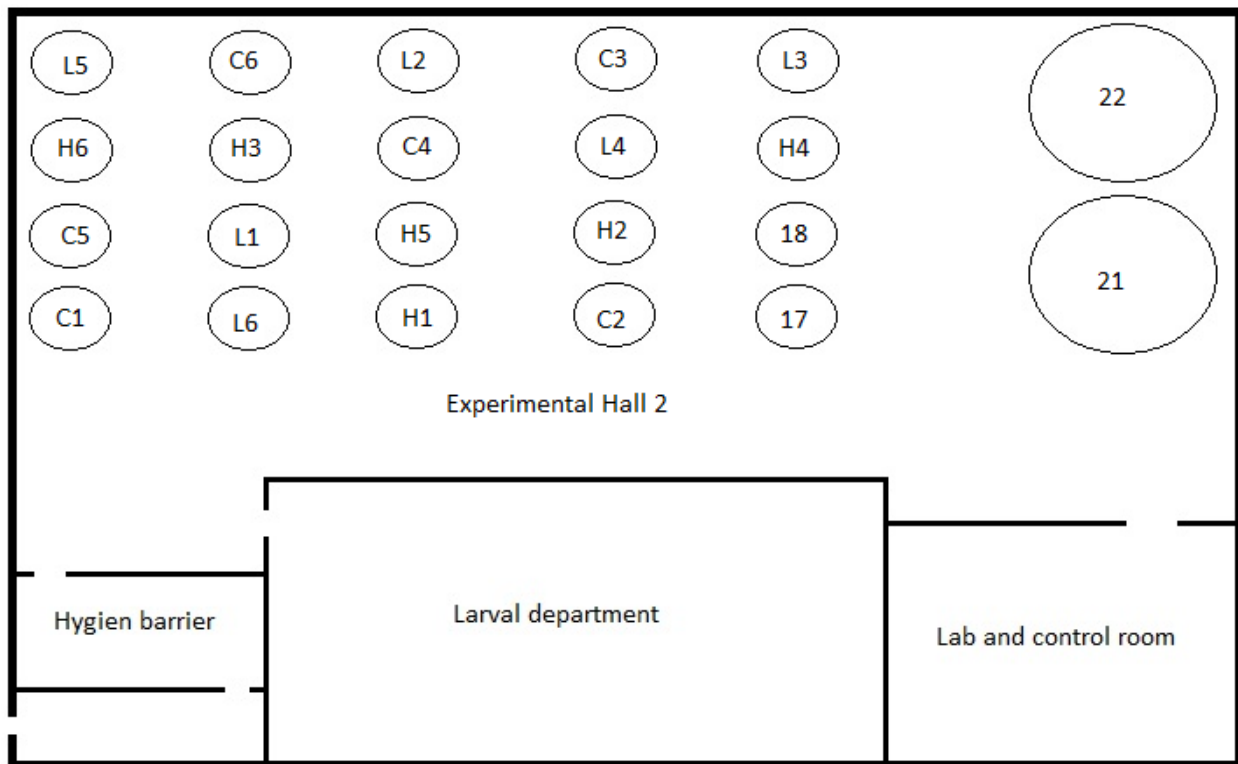 L5 C6 L2 C3 L3 22
H6 H3 C4 L4 H4
C5 L1 H5 H2 18 21
C1 L6 H1 C2 17
Experimental Hall 2
Hygien barrier
Larval department
Lab and control room